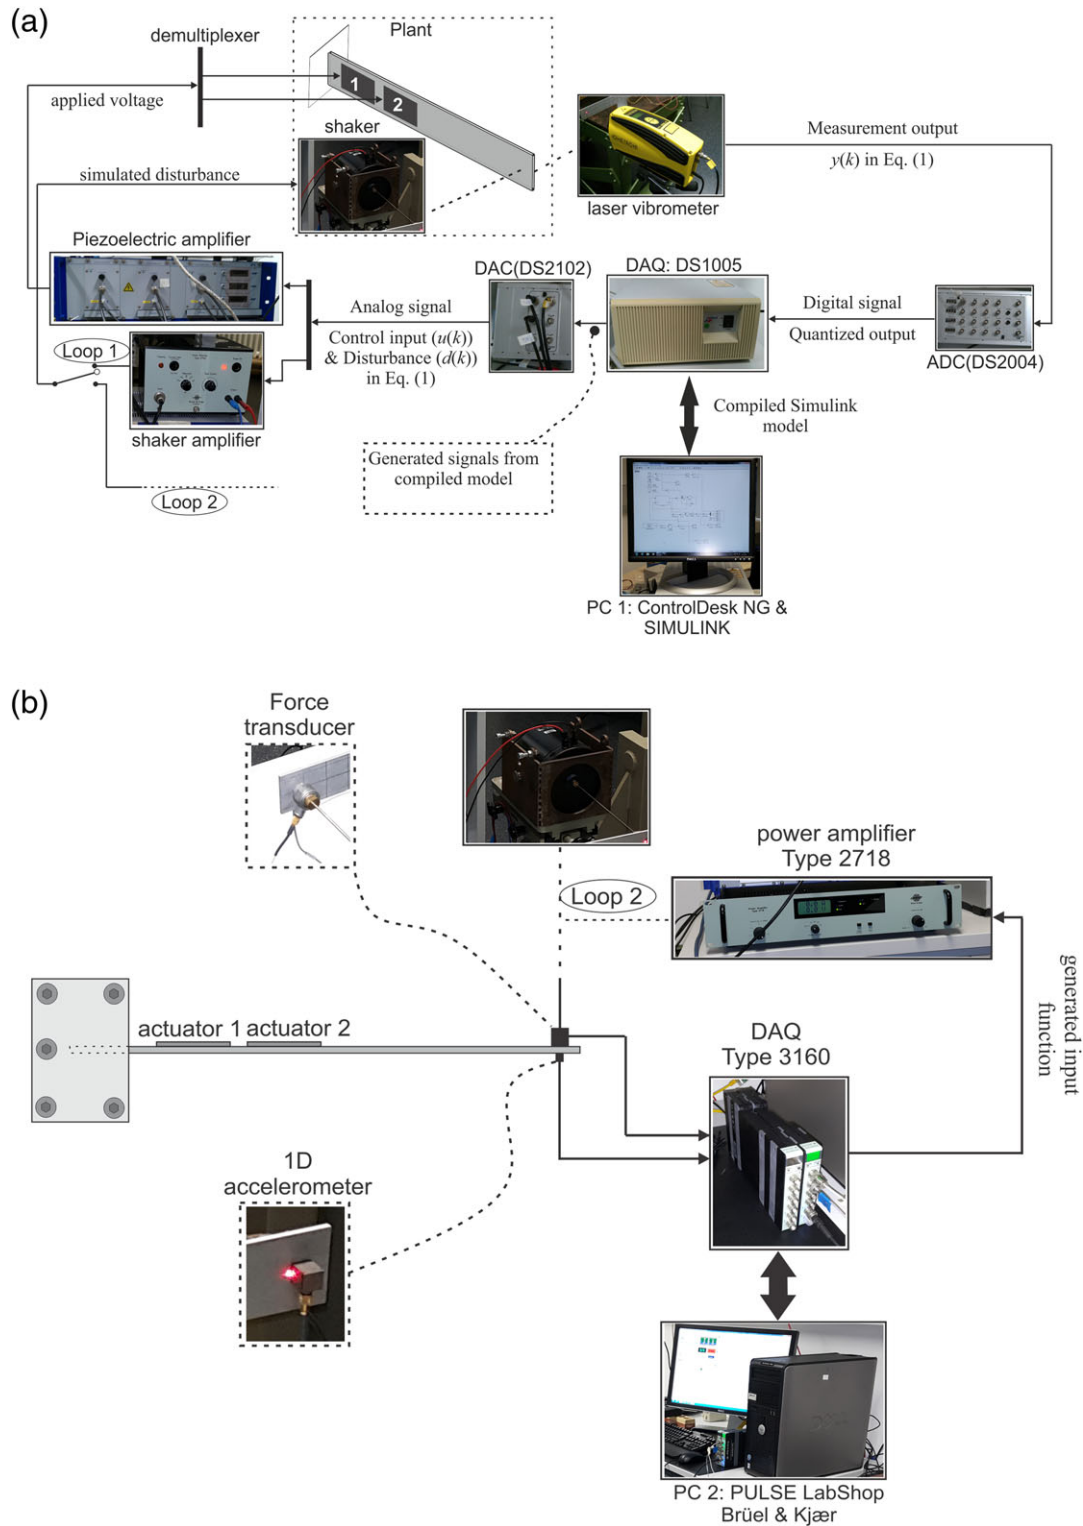 (a)
demultiplexer
Plant
1
2
applied voltage
shaker
Measurement output
y(k) in Eq. (1)
simulated disturbance
laser vibrometer
Piezoelectric amplifier
DAC(DS2102)
DAQ: DS1005
Analog signal
Digital signal
Control input (u(k))
Quantized output
& Disturbance (d(k))
in Eq. (1)
ADC(DS2004)
Loop 1
shaker amplifier
Compiled Simulink
model
Generated signals from
compiled model
Loop 2
PC 1: ControlDesk NG &
SIMULINK
(b)
Force
transducer
power amplifier
Type 2718
Loop 2
generated input
function
actuator 1
actuator 2
DAQ
Type 3160
1D
accelerometer
PC 2: PULSE LabShop
Brüel & Kjær